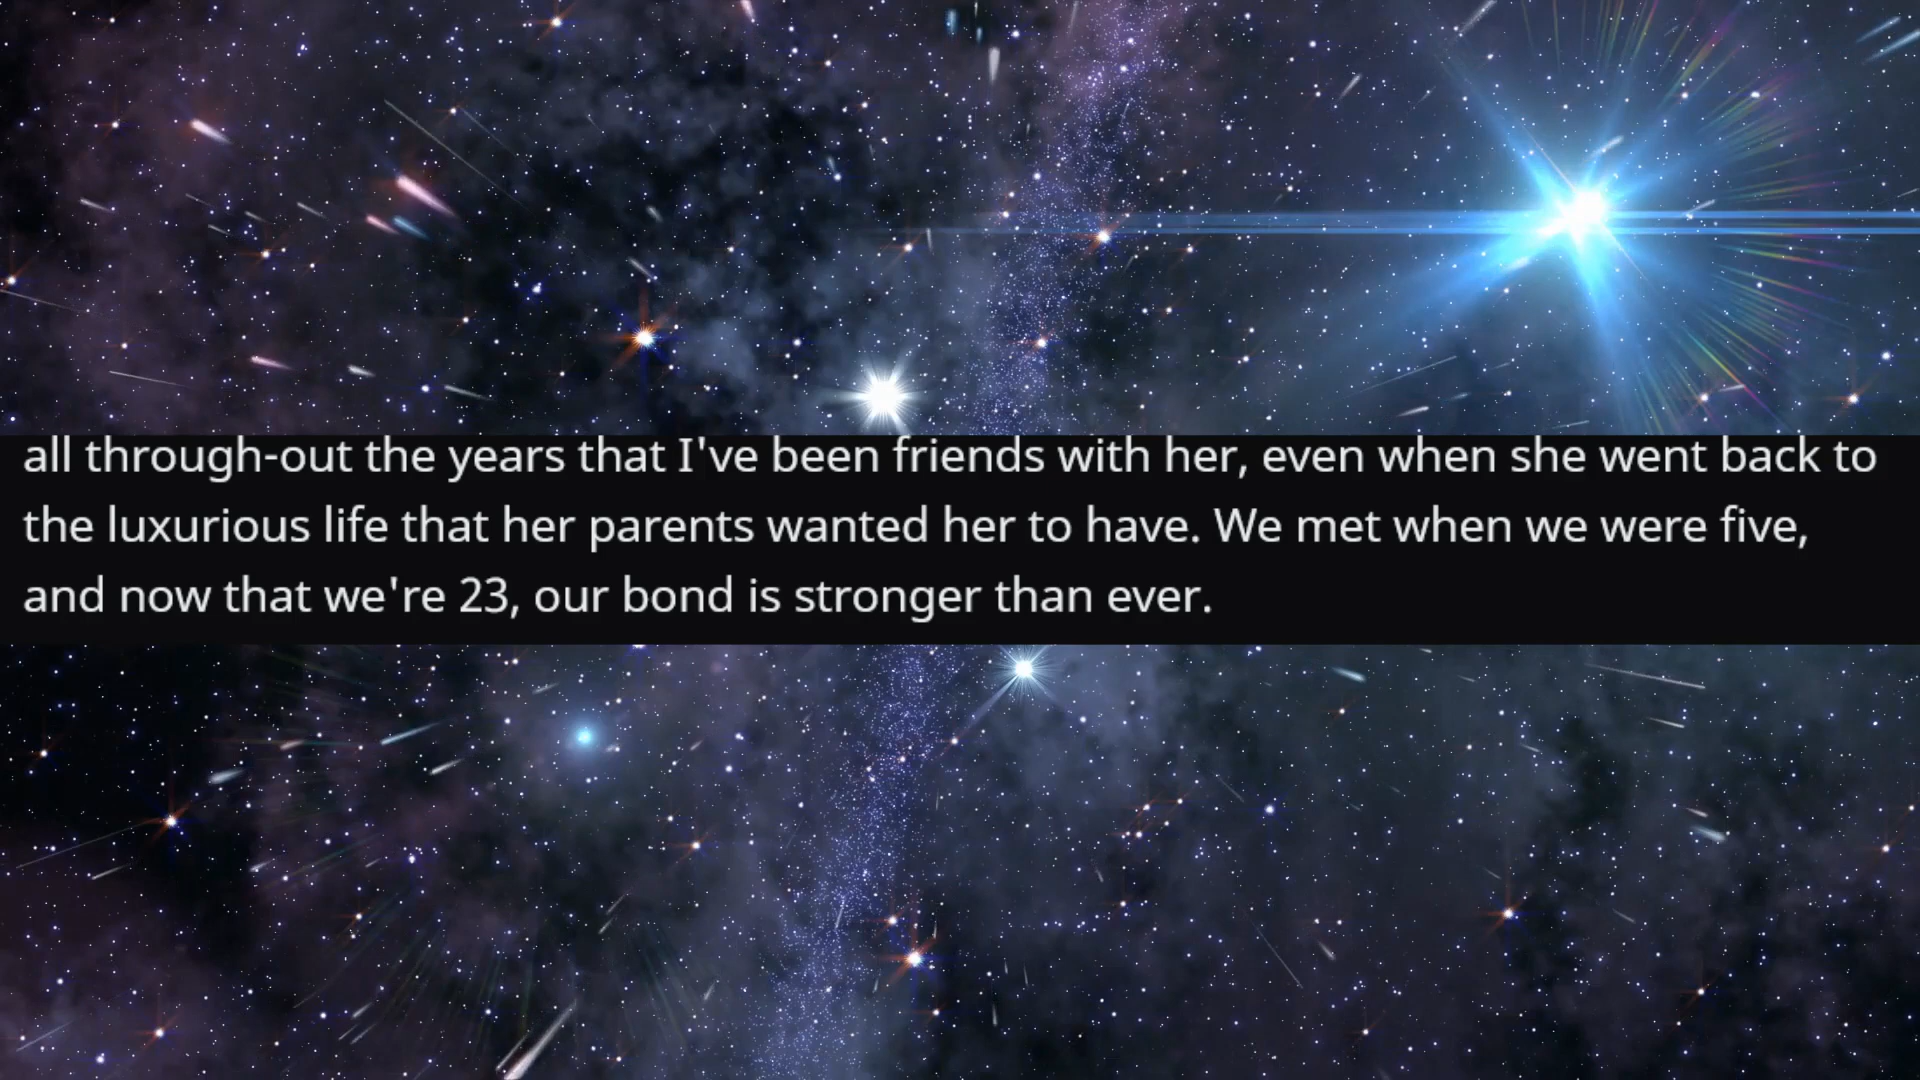 all through-out the years that I've been friends with her, even when she went back to
the luxurious life that her parents wanted her to have. We met when we were five,
and now that we're 23, our bond is stronger than ever.